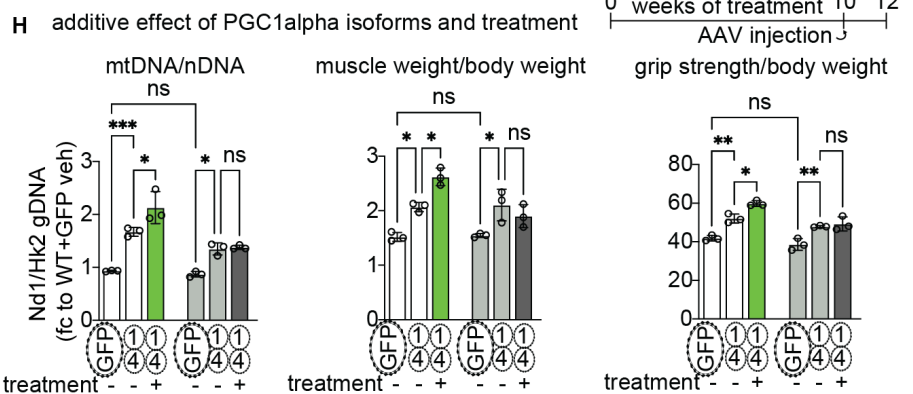 0 weeks of treatment 10 12
H additive effect of PGC1alpha isoforms and treatment
AAV injection
mtDNA/nDNA
ns
*** * * ns
Nd1/Hk2 gDNA
(fc to WT+GFP veh)
3
2
1
0
GFP 1 4 1 4 GFP 1 4 1 4
treatment - - + - - +
muscle weight/body weight
ns
* * * ns
3
2
1
0
GFP 1 4 1 4 GFP 1 4 1 4
treatment - - + - - +
grip strength/body weight
ns
** * ** ns
80
60
40
20
0
GFP 1 4 1 4 GFP 1 4 1 4
treatment - - + - - +